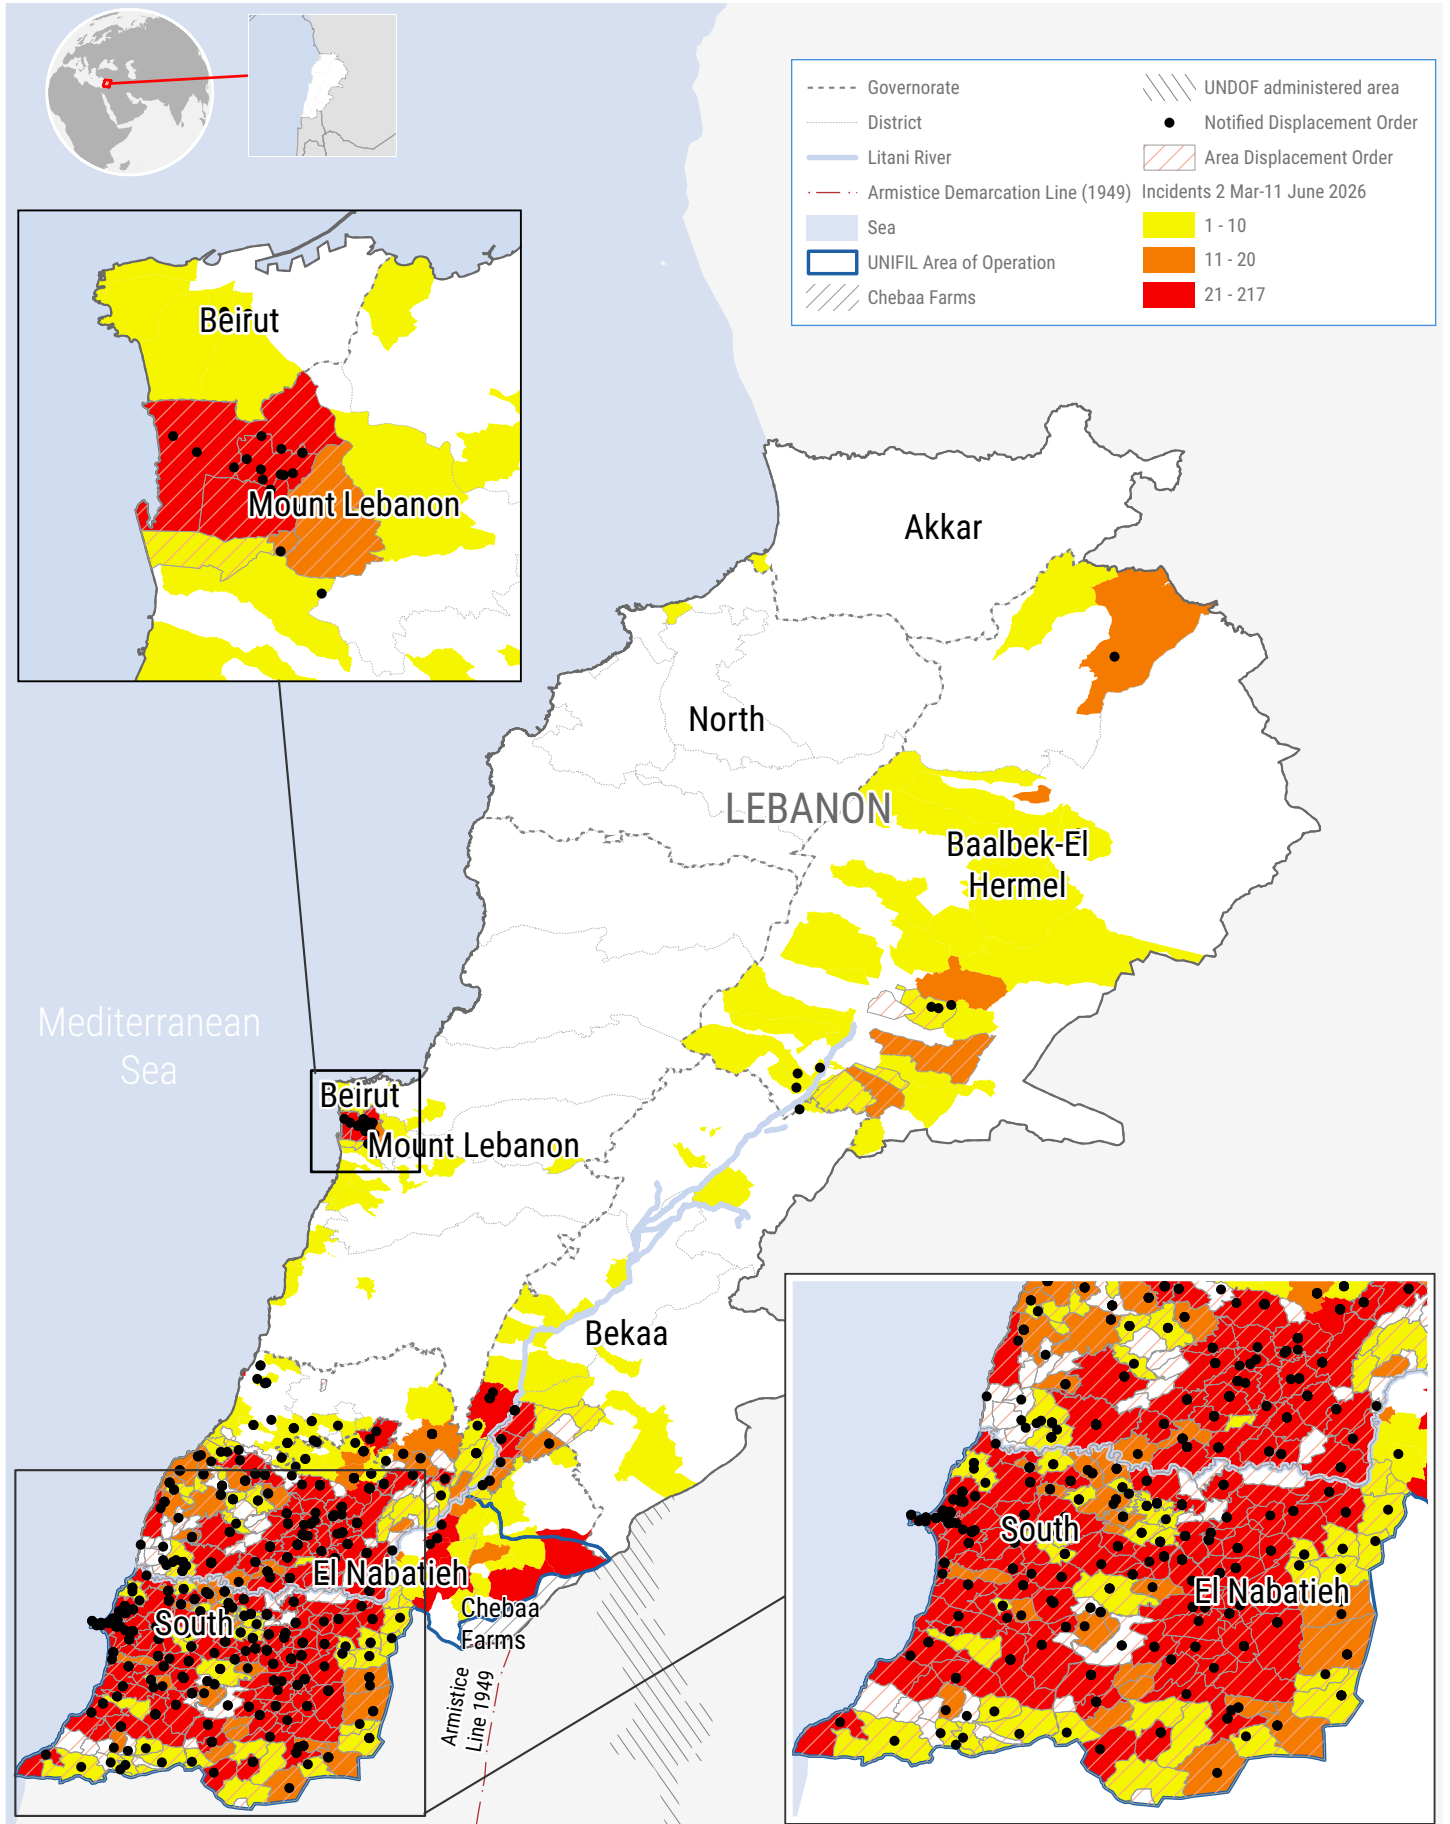 Governorate
District
Litani River
Armistice Demarcation Line (1949)
Sea
UNIFIL Area of Operation
Chebaa Farms
UNDOF administered area
Notified Displacement Order
Area Displacement Order
Incidents 2 Mar-11 June 2026
1 - 10
11 - 20
21 - 217
Beirut
Mount Lebanon
Akkar
North
LEBANON
Baalbek-El
Hermel
Mediterranean
Sea
Beirut
Mount Lebanon
Bekaa
El Nabatieh
South
Chebaa
Farms
Armistice
Line 1949
South
El Nabatieh